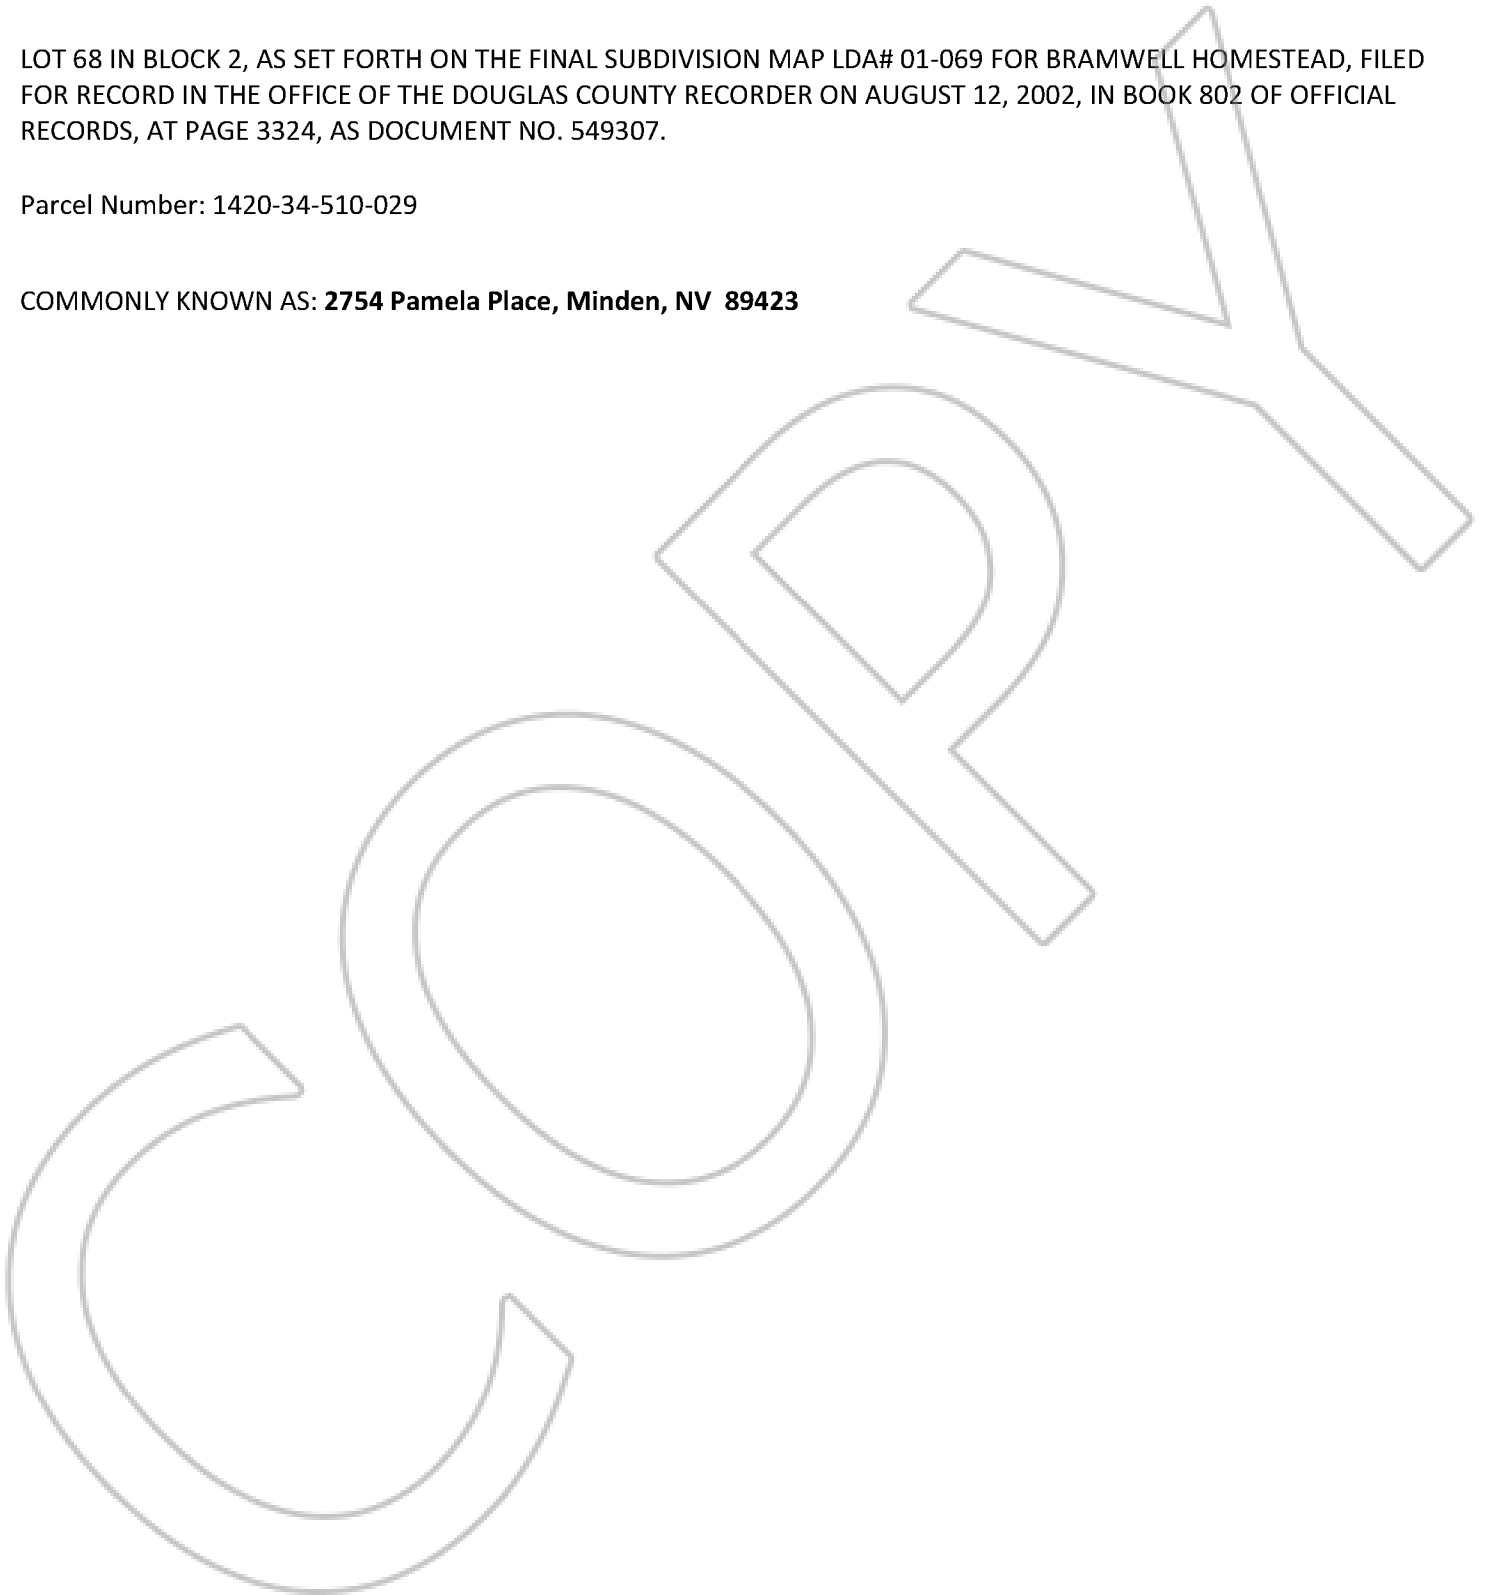 LOT 68 IN BLOCK 2, AS SET FORTH ON THE FINAL SUBDIVISION MAP LDA# 01-069 FOR BRAMWELL HOMESTEAD, FILED
FOR RECORD IN THE OFFICE OF THE DOUGLAS COUNTY RECORDER ON AUGUST 12, 2002, IN BOOK 802 OF OFFICIAL
RECORDS, AT PAGE 3324, AS DOCUMENT NO. 549307.
Parcel Number: 1420-34-510-029
COMMONLY KNOWN AS: 2754 Pamela Place, Minden, NV  89423
COPY